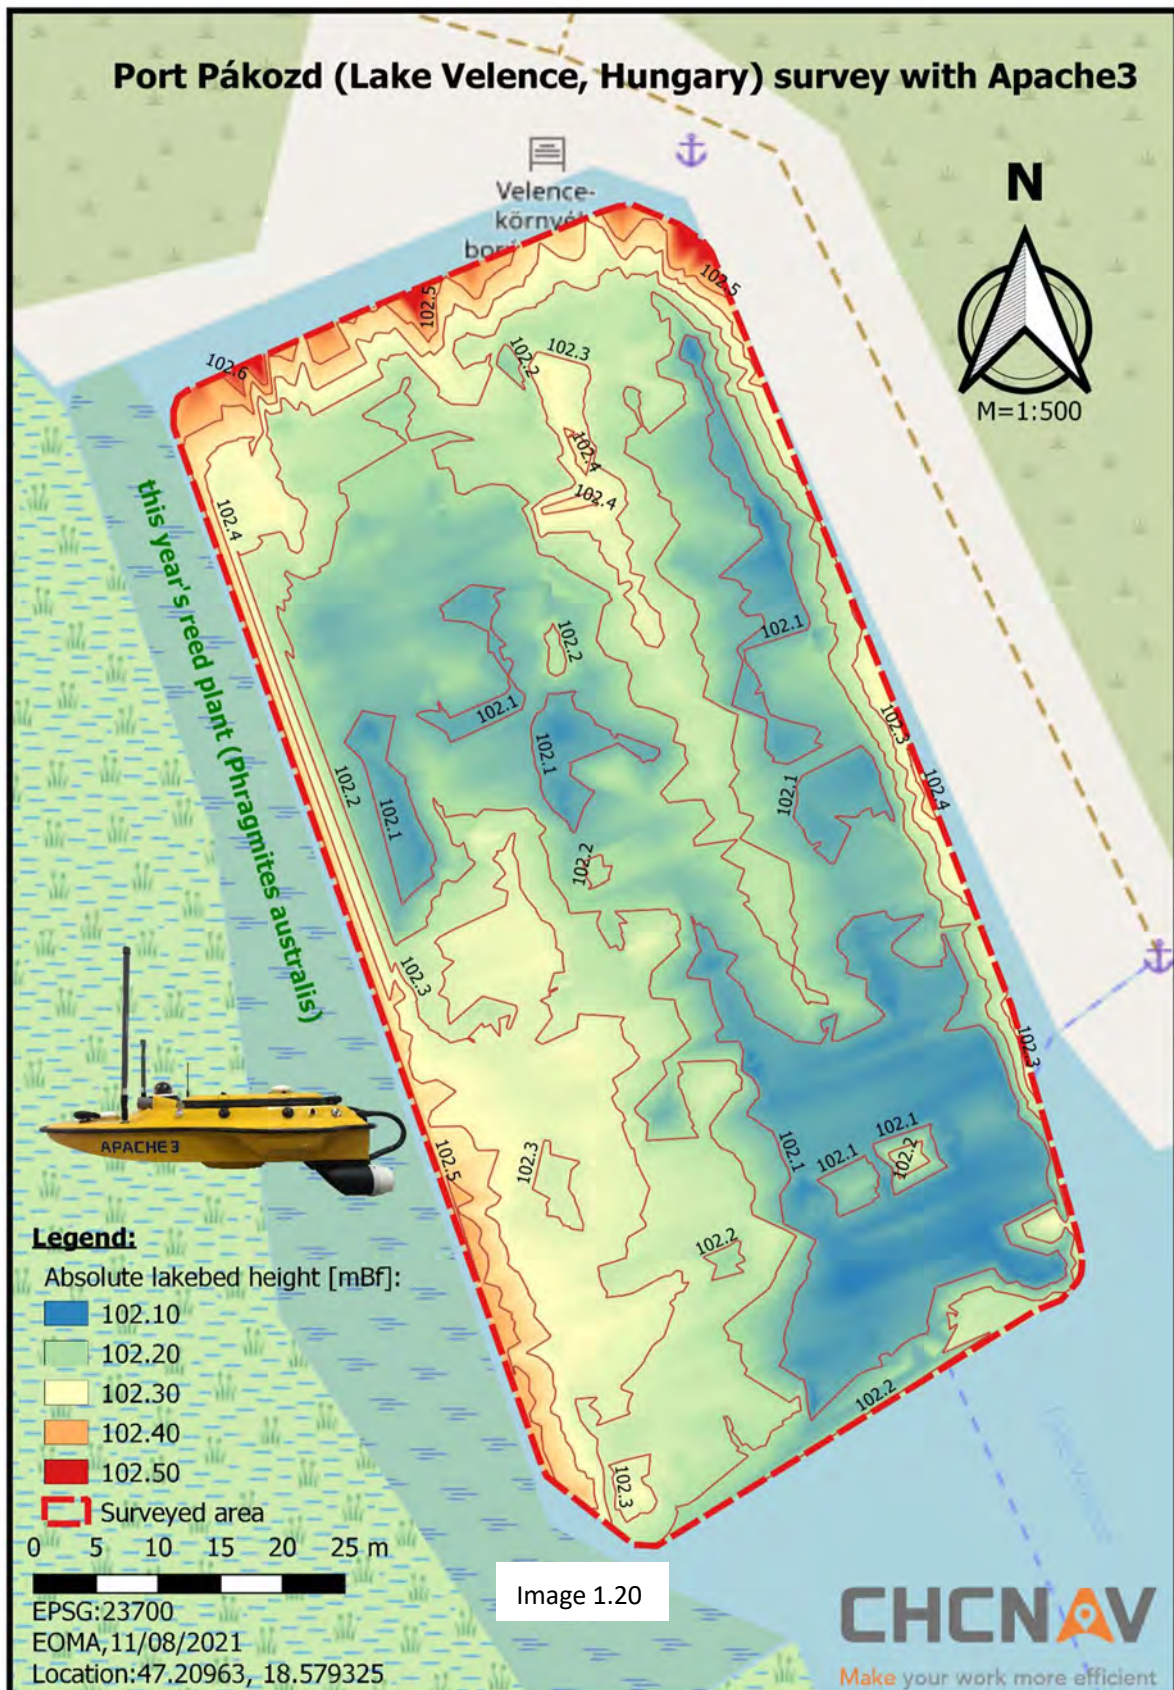 Port Pákozd (Lake Velence, Hungary) survey with Apache3
Velence-
környé
bor
N
M=1:500
102.5
102.5
102.6
102.2
102.3
102.4
102.4
102.4
this year's reed plant (Phragmites australis)
102.1
102.2
102.1
102.1
102.3
102.2
102.1
102.1
102.4
102.2
102.3
102.3
APACHE 3
102.5
102.3
102.1
102.1
102.1
102.2
102.2
102.2
102.3
Legend:
Absolute lakebed height [mBf]:
102.10
102.20
102.30
102.40
102.50
Surveyed area
0 5 10 15 20 25 m
EPSG:23700
EOMA,11/08/2021
Location:47.20963, 18.579325
Image 1.20
CHCNAV
Make your work more efficient